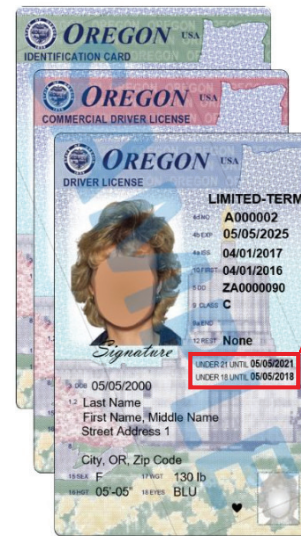 OREGON USA
IDENTIFICATION CARD
OREGON USA
COMMERCIAL DRIVER LICENSE
OREGON USA
DRIVER LICENSE
LIMITED-TERM
4d NO A000002
4b EXP 05/05/2025
4a ISS 04/01/2017
10 FIRST 04/01/2016
5 DD ZA0000090
9 CLASS C
9a END
12 REST None
Signature
UNDER 21 UNTIL 05/05/2021
UNDER 18 UNTIL 05/05/2018
3 DOB 05/05/2000
1,2 Last Name
First Name, Middle Name
Street Address 1
City, OR, Zip Code
15 SEX F 17 WGT 130 lb
16 HGT 05'-05" 18 EYES BLU